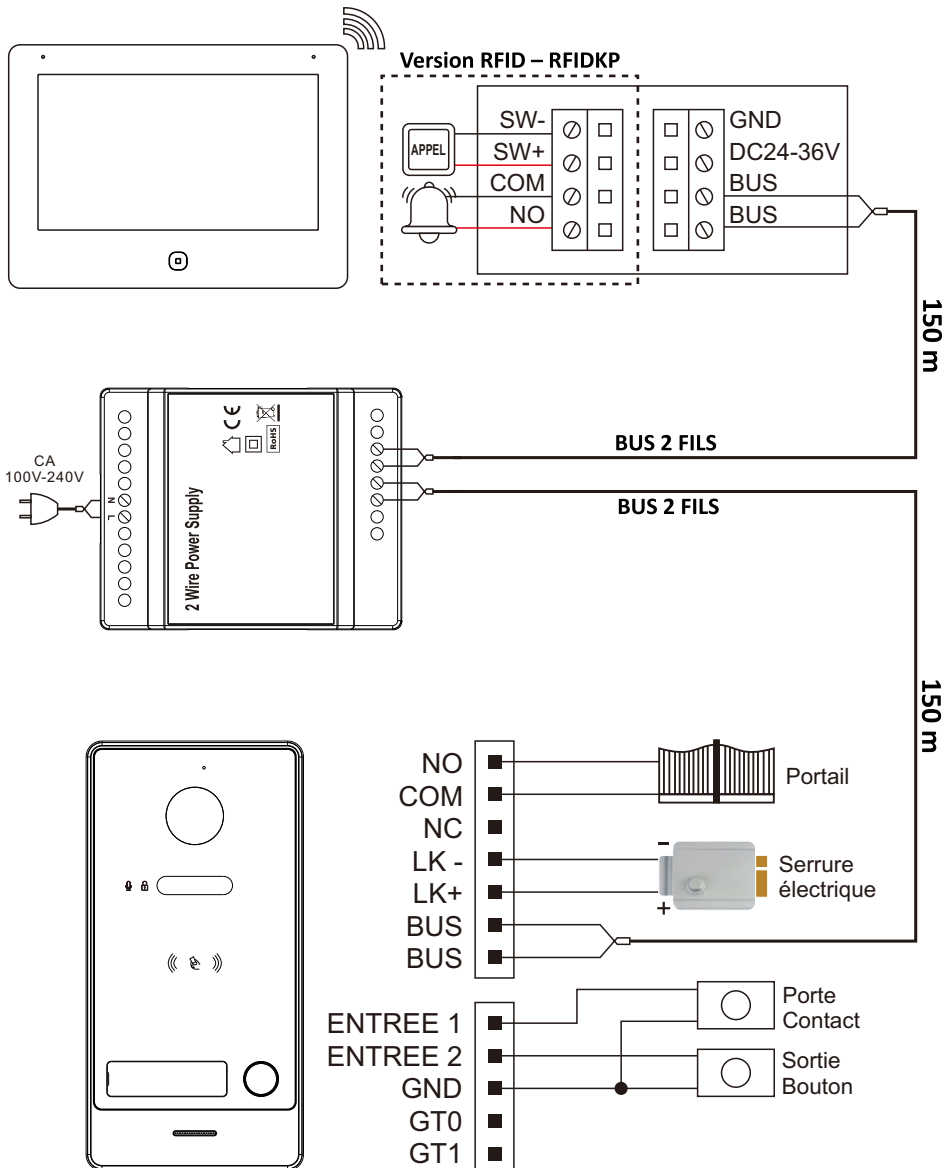 Version RFID – RFIDKP
APPEL
SW-
SW+
COM
NO
GND
DC24-36V
BUS
BUS
150 m
CA
100V-240V
N
L
2 Wire Power Supply
CE
RoHS
BUS 2 FILS
BUS 2 FILS
150 m
NO
COM
NC
LK -
LK+
BUS
BUS
Portail
-
+
Serrure
électrique
ENTREE 1
ENTREE 2
GND
GT0
GT1
Porte
Contact
Sortie
Bouton